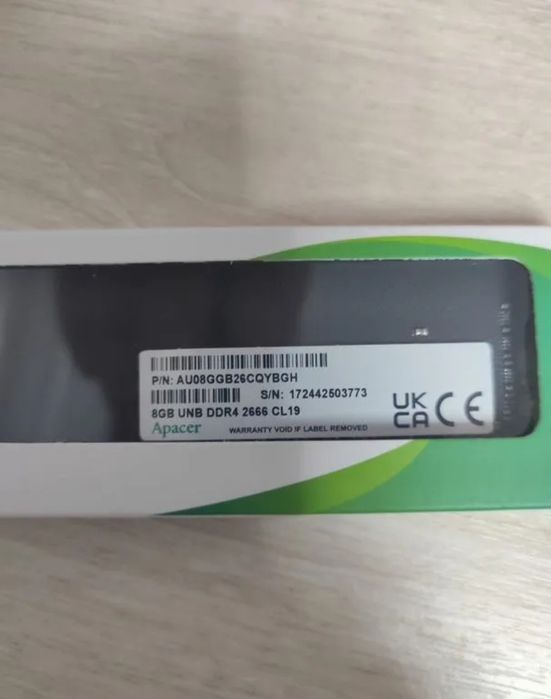 P/N: AU08GGB26CQYBGH
S/N: 172442503773
8GB UNB DDR4 2666 CL19
Apacer WARRANTY VOID IF LABEL REMOVED
UK
CA CE